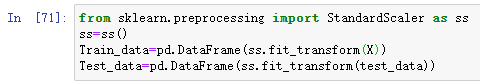 In [71]: from sklearn.preprocessing import StandardScaler as ss
ss=ss()
Train_data=pd.DataFrame(ss.fit_transform(X))
Test_data=pd.DataFrame(ss.fit_transform(test_data))